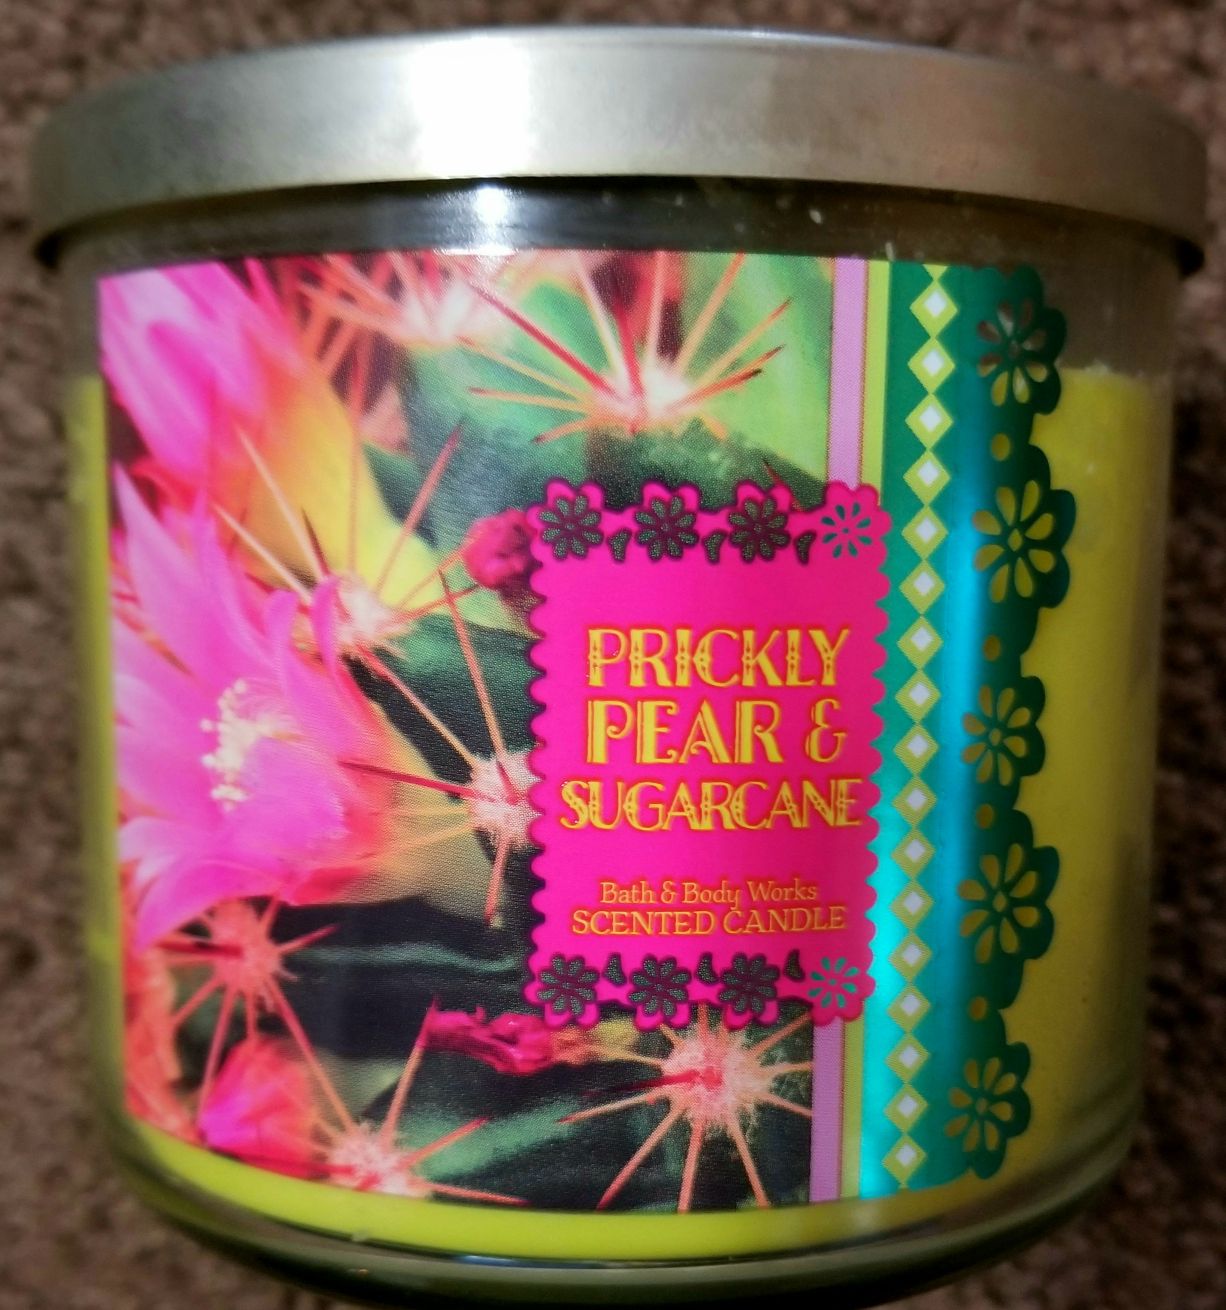 PRICKLY
PEAR &
SUGARCANE
Bath & Body Works
SCENTED CANDLE